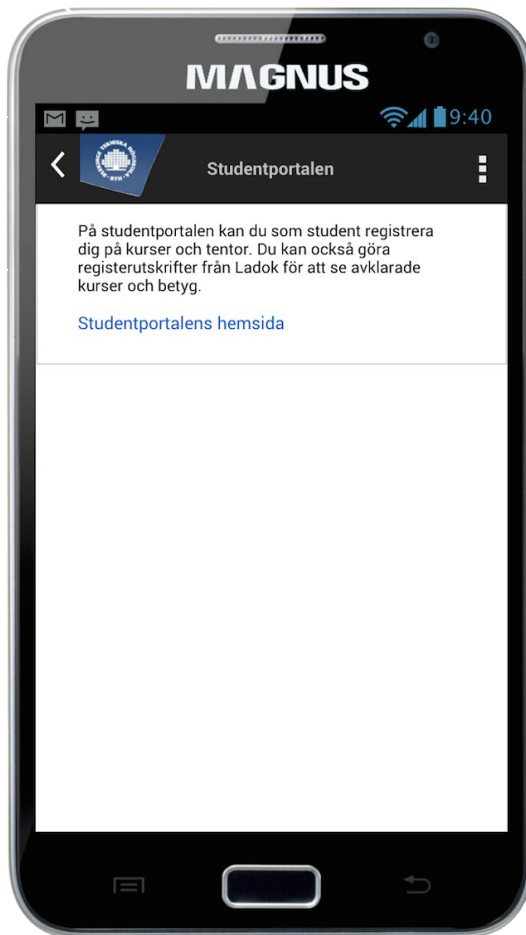 MAGNUS
9:40
Studentportalen
På studentportalen kan du som student registrera
dig på kurser och tentor. Du kan också göra
registerutskrifter från Ladok för att se avklarade
kurser och betyg.
Studentportalens hemsida